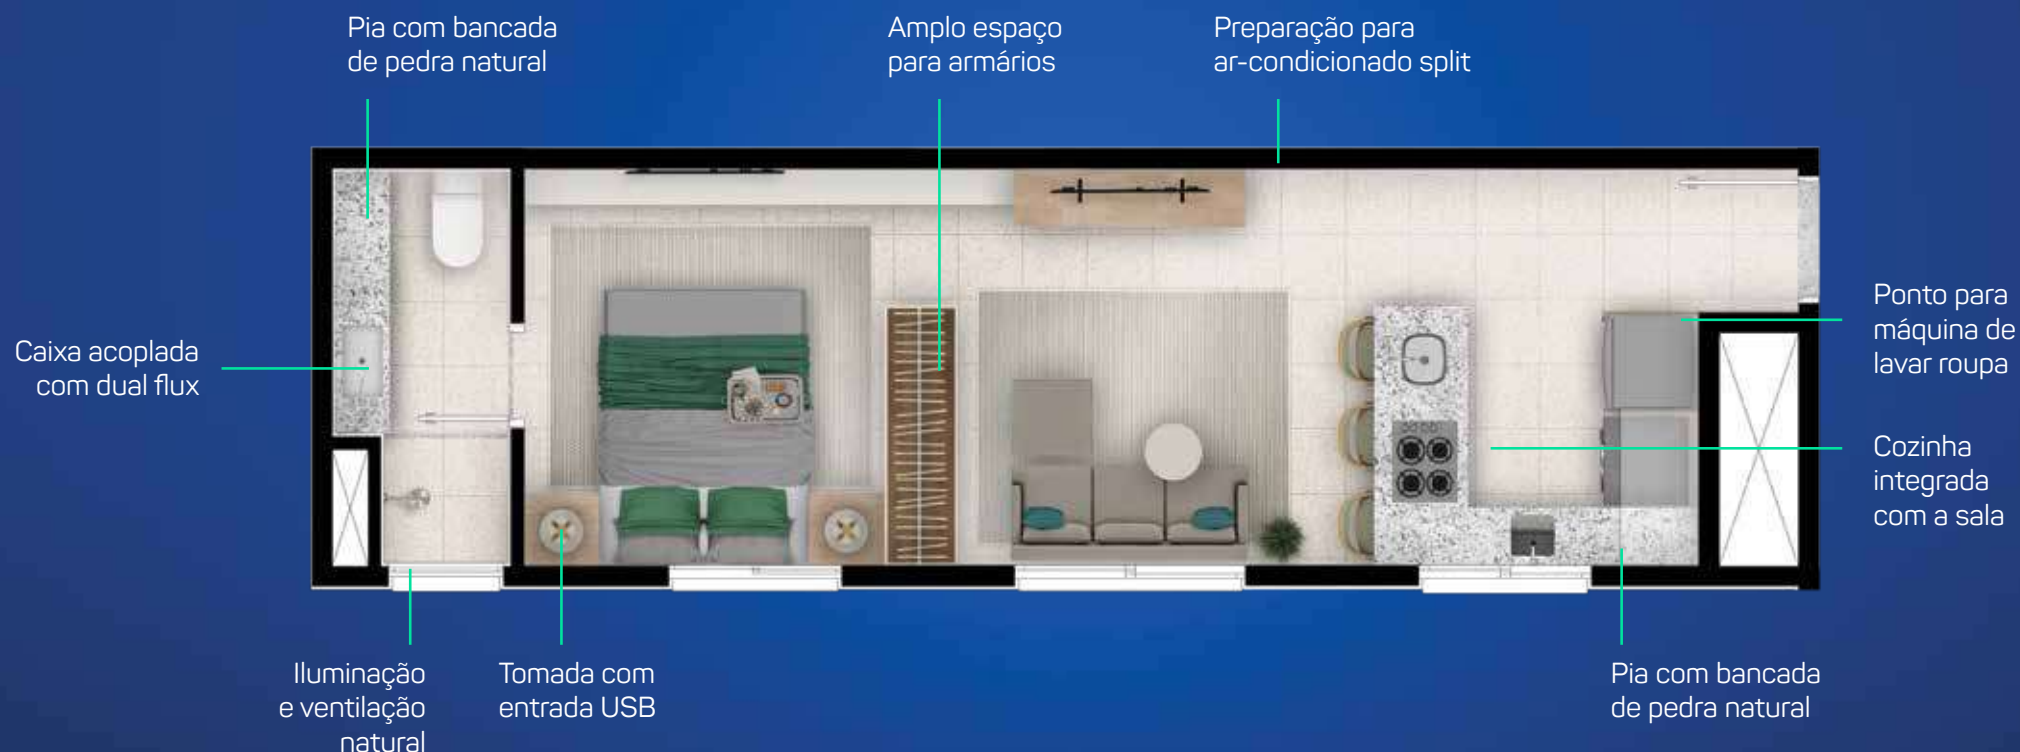 Pia com bancada
de pedra natural
Amplo espaço
para armários
Preparação para
ar-condicionado split
Caixa acoplada
com dual flux
Ponto para
máquina de
lavar roupa
Cozinha
integrada
com a sala
Iluminação
e ventilação
natural
Tomada com
entrada USB
Pia com bancada
de pedra natural